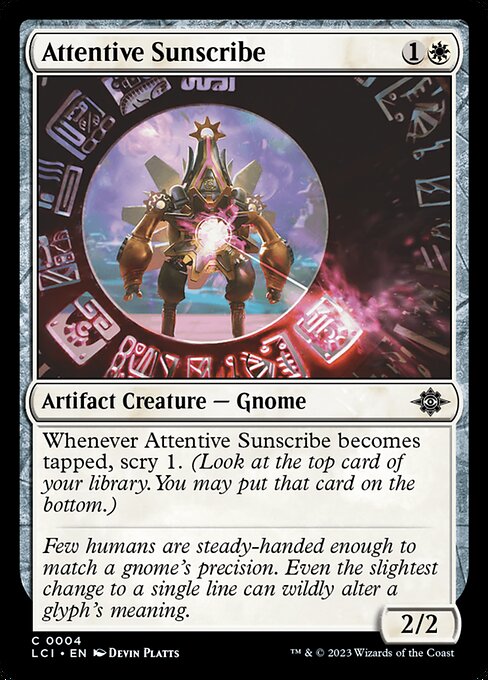 Attentive Sunscribe 1
Artifact Creature — Gnome
Whenever Attentive Sunscribe becomes
tapped, scry 1. (Look at the top card of
your library. You may put that card on the
bottom.)
Few humans are steady-handed enough to
match a gnome's precision. Even the slightest
change to a single line can wildly alter a
glyph's meaning.
2/2
C 0004
LCI • EN Devin Platts
™ & © 2023 Wizards of the Coast